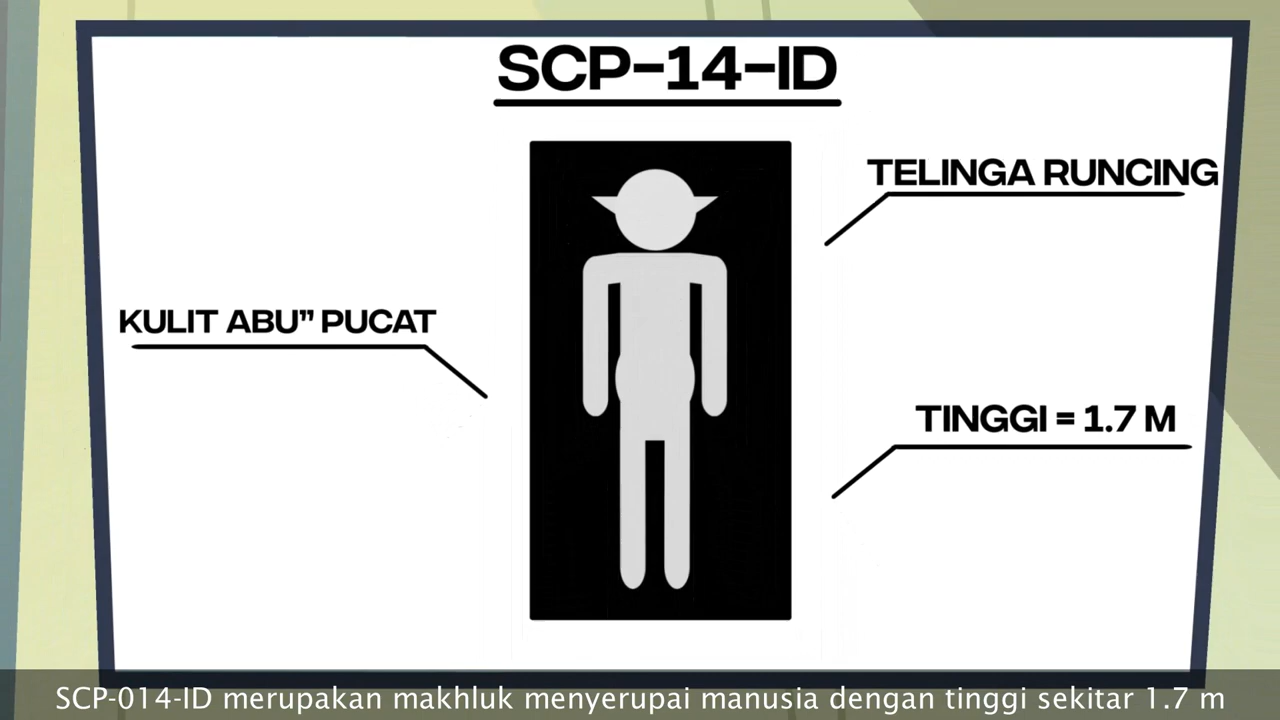 SCP-14-ID
TELINGA RUNCING
KULIT ABU” PUCAT
TINGGI = 1.7 M
SCP-014-ID merupakan makhluk menyerupai manusia dengan tinggi sekitar 1.7 m